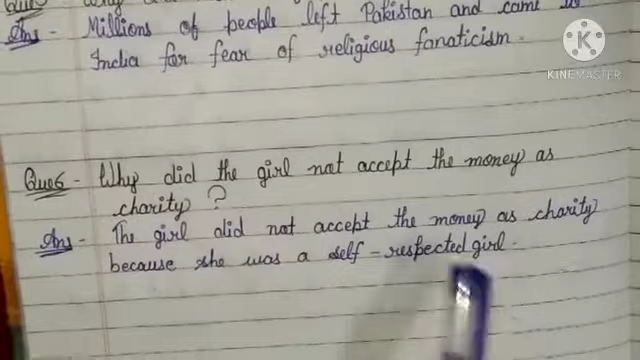 Ans - Millions of people left Pakistan and came to
India for fear of religious fanaticism.
KINEMASTER
Ques - Why did the girl not accept the money as
charity?
Ans - The girl did not accept the money as charity
because she was a self-respected girl.